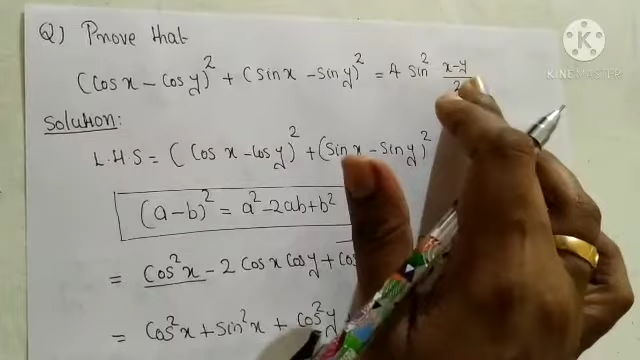 Q) Prove that
(Cos x - Cos y)² + (Sin x - Sin y)² = 4 Sin² (x-y)/2
KINEMASTER
Solution:
L.H.S = (Cos x - Cos y)² + (Sin x - Sin y)²
(a - b)² = a² - 2ab + b²
= Cos²x - 2 Cos x Cos y +
= Cos²x + Sin²x + Cos²y